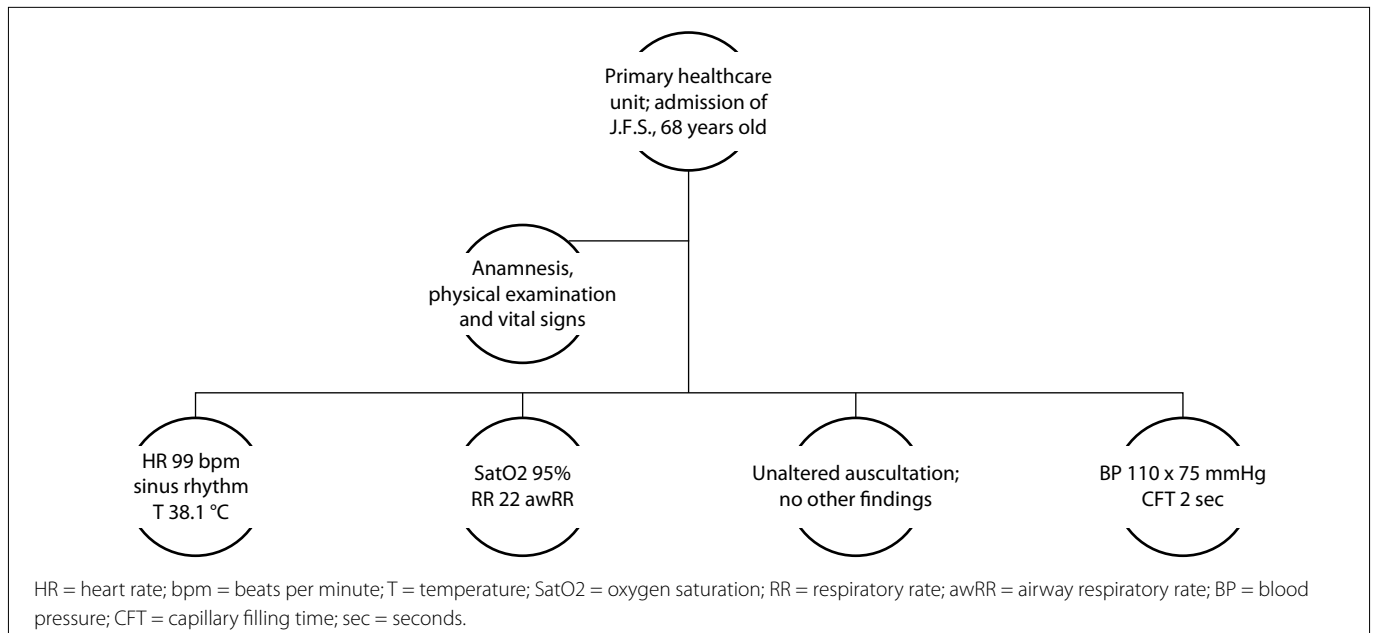 Primary healthcare
unit; admission of
J.F.S., 68 years old
Anamnesis,
physical examination
and vital signs
HR 99 bpm
sinus rhythm
T 38.1 °C
SatO2 95%
RR 22 awRR
Unaltered auscultation;
no other findings
BP 110 x 75 mmHg
CFT 2 sec
HR = heart rate; bpm = beats per minute; T = temperature; SatO2 = oxygen saturation; RR = respiratory rate; awRR = airway respiratory rate; BP = blood
pressure; CFT = capillary filling time; sec = seconds.